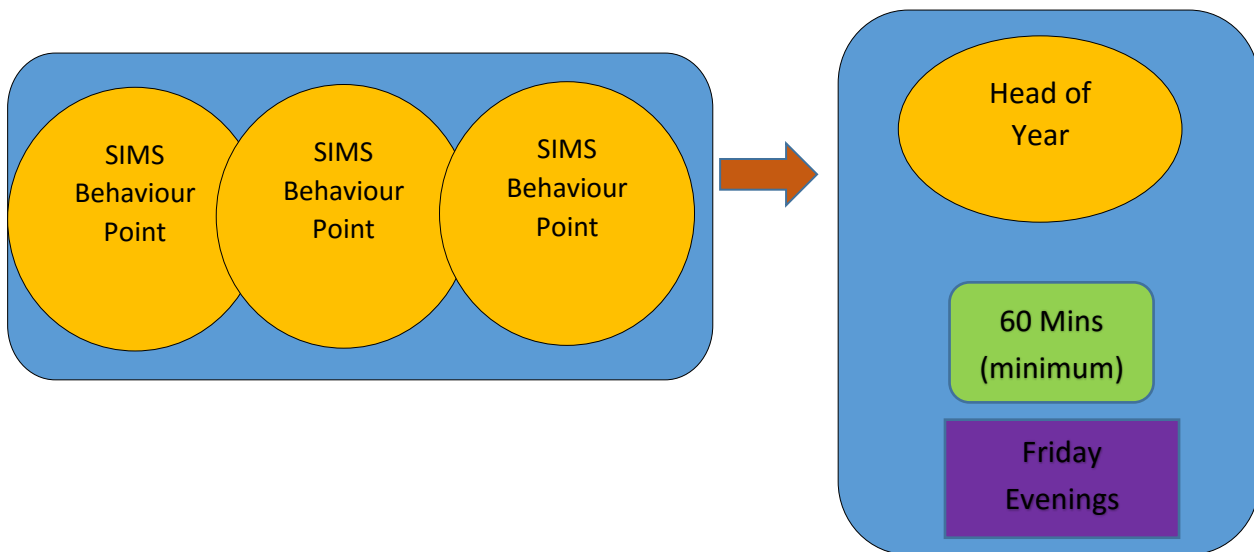 SIMS
Behaviour
Point
SIMS
Behaviour
Point
SIMS
Behaviour
Point
Head of
Year
60 Mins
(minimum)
Friday
Evenings